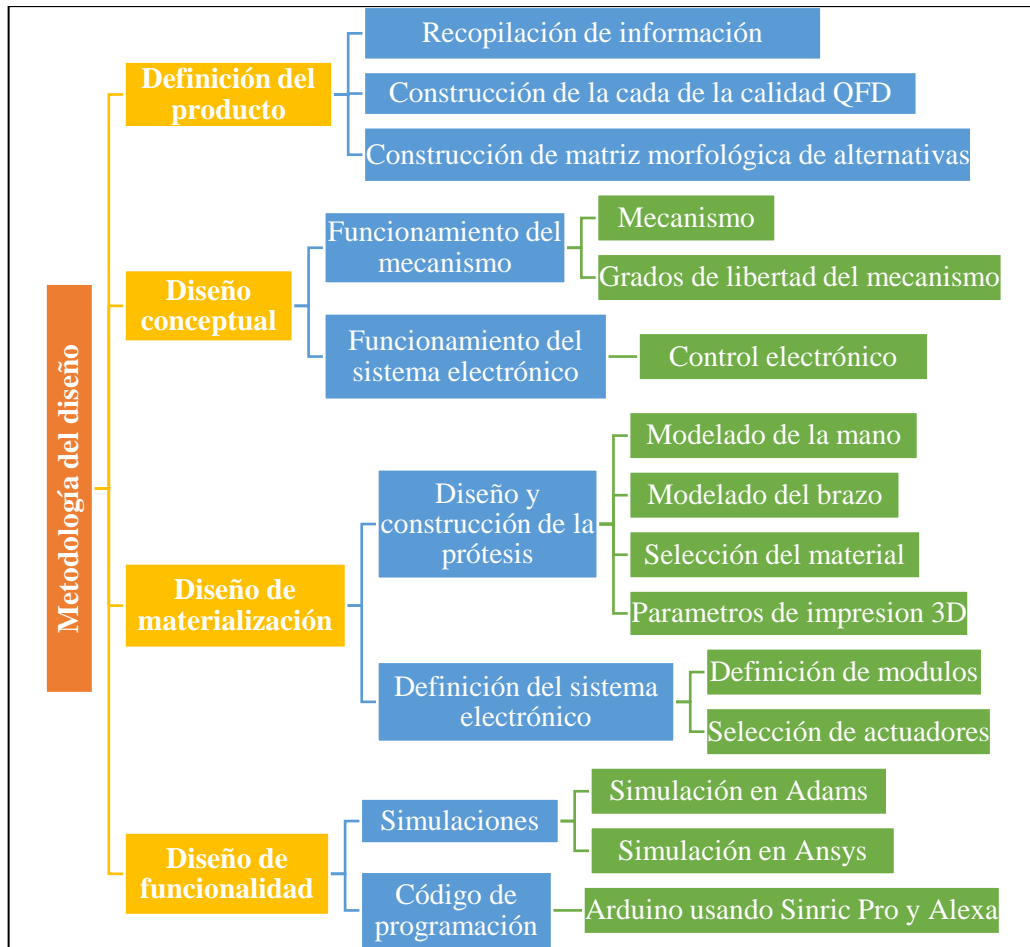 Metodología del diseño
Definición del
producto
Recopilación de información
Construcción de la cada de la calidad QFD
Construcción de matriz morfológica de alternativas
Diseño
conceptual
Funcionamiento del
mecanismo
Mecanismo
Grados de libertad del mecanismo
Funcionamiento del
sistema electrónico
Control electrónico
Diseño de
materialización
Diseño y
construcción de la
prótesis
Modelado de la mano
Modelado del brazo
Selección del material
Parametros de impresion 3D
Definición del sistema
electrónico
Definición de modulos
Selección de actuadores
Diseño de
funcionalidad
Simulaciones
Simulación en Adams
Simulación en Ansys
Código de
programación
Arduino usando Sinric Pro y Alexa